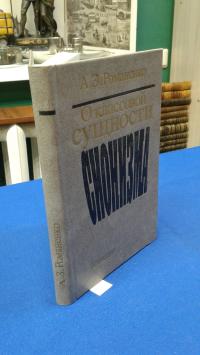 А. З. Романенко
О классовой
СУЩНОСТИ
СИОНИЗМА
А. З. Романенко